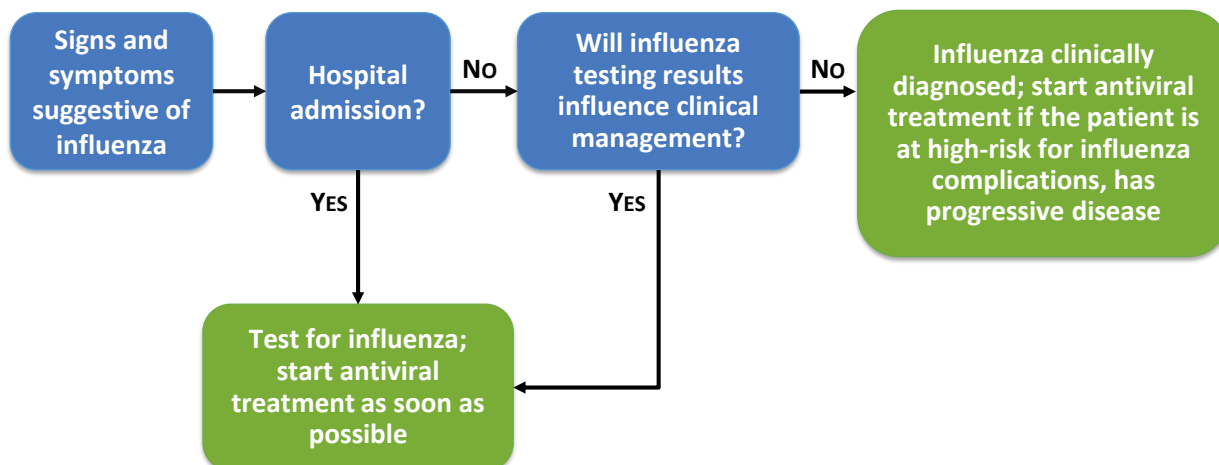 Signs and
symptoms
suggestive of
influenza
Hospital
admission?
NO
Will influenza
testing results
influence clinical
management?
NO
Influenza clinically
diagnosed; start antiviral
treatment if the patient is
at high-risk for influenza
complications, has
progressive disease
YES
YES
Test for influenza;
start antiviral
treatment as soon as
possible